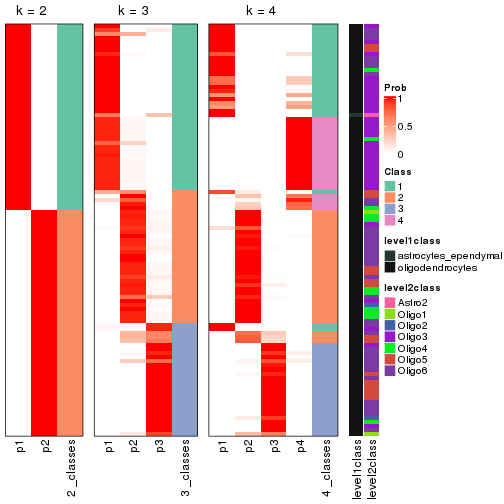 k = 2
k = 3
k = 4
Prob
1
0.5
0
Class
1
2
3
4
level1class
astrocytes_ependymal
oligodendrocytes
level2class
Astro2
Oligo1
Oligo2
Oligo3
Oligo4
Oligo5
Oligo6
p1
p2
2_classes
p1
p2
p3
3_classes
p1
p2
p3
p4
4_classes
level1class
level2class